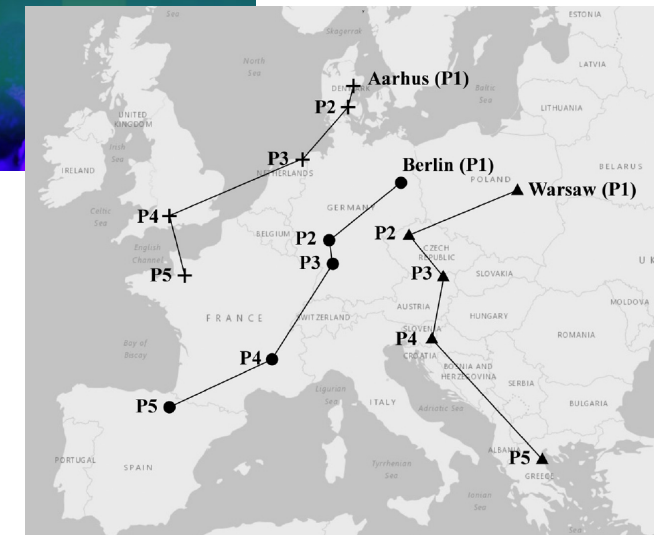 Sea
ESTONIA
Skagerrak
North
Sea
LATVIA
Aarhus (P1)
DENMARK
Baltic
Sea
P2
LITHUANIA
UNITED
KINGDOM
Irish
Sea
P3
NETHERLANDS
IRELAND
Berlin (P1)
BELARUS
POLAND
Warsaw (P1)
Celtic
Sea
P4
GERMANY
BELGIUM
P2
P2
English
Channel
CZECH
REPUBLIC
P3
P5
P3
SLOVAKIA
U K
MOLDOVA
AUSTRIA
FRANCE
SWITZERLAND
HUNGARY
SLOVENIA
P4
ROMANIA
Bay of
Biscay
CROATIA
P4
BOSNIA AND
HERZEGOVINA
SERBIA
Ligurian
Sea
P5
ITALY
Adriatic Sea
BULGARIA
PORTUGAL
SPAIN
Tyrrhenian
Sea
ALBANIA
P5
GREECE
Ionian
Sea
Sea